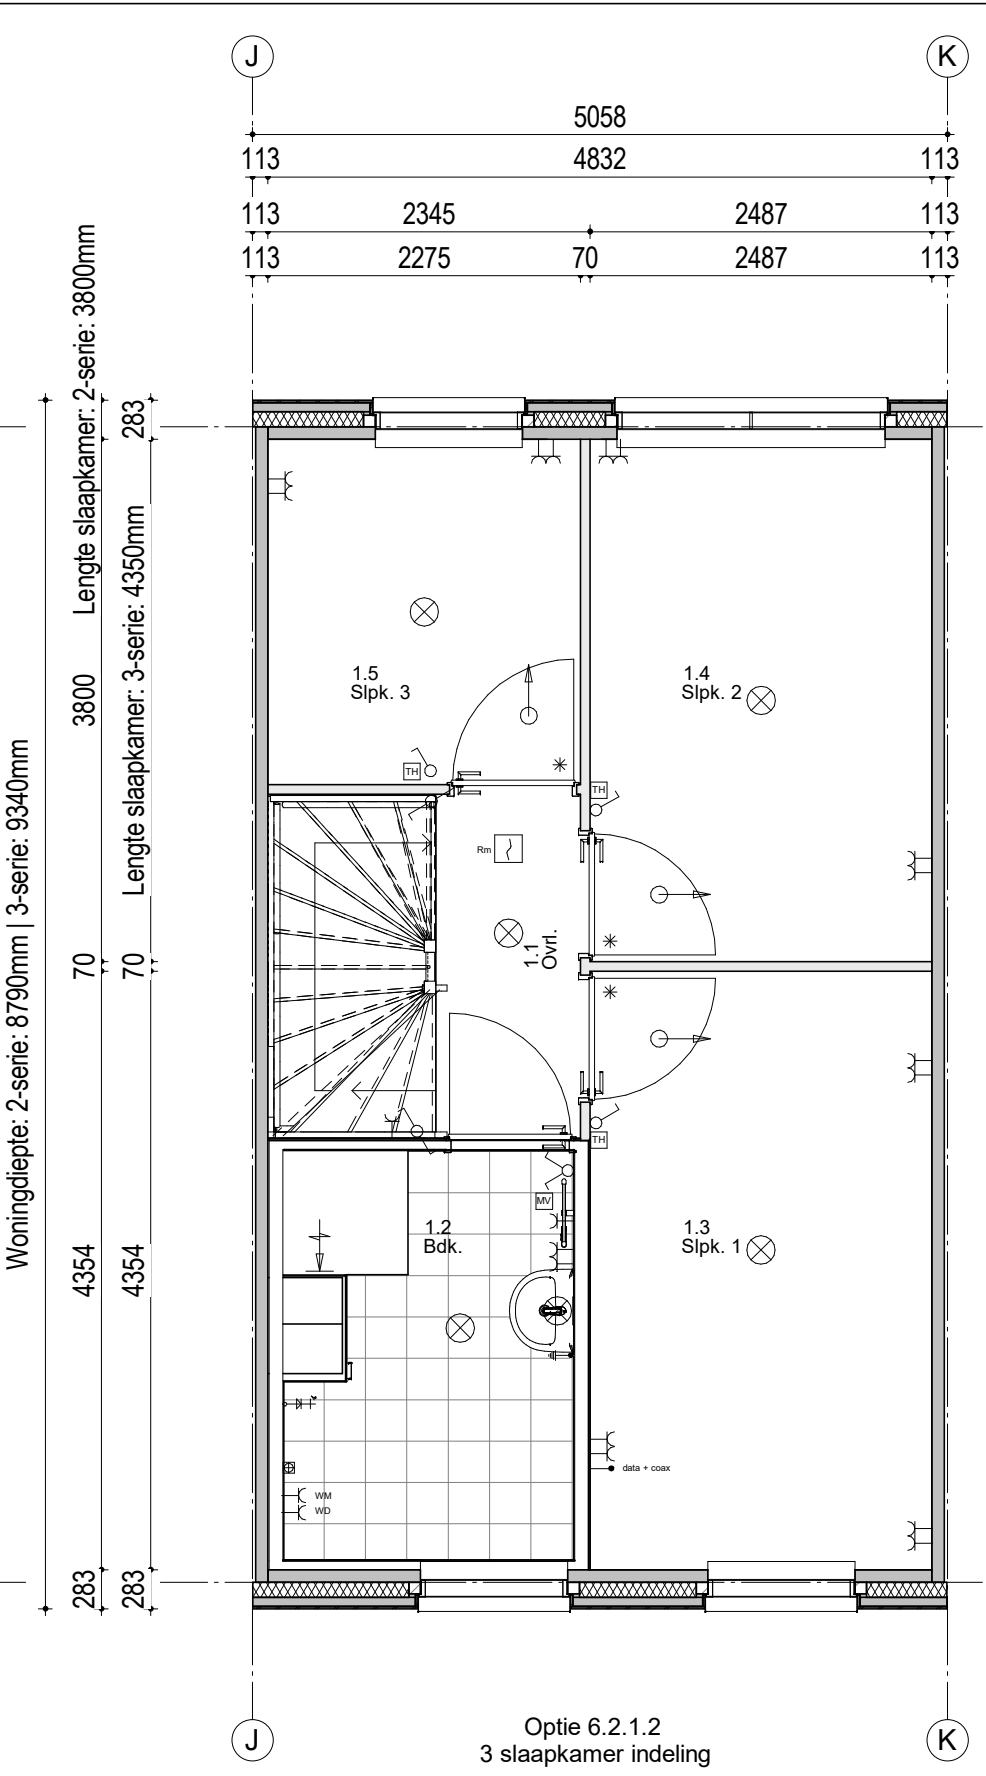 J K
5058
113 4832 113
113 2345 2487 113
113 2275 70 2487 113
Woningdiepte: 2-serie: 8790mm | 3-serie: 9340mm
Lengte slaapkamer: 2-serie: 3800mm
Lengte slaapkamer: 3-serie: 4350mm
283
3800
70
70
4354
4354
283
283
1.5
Slpk. 3
1.4
Slpk. 2
TH
TH
Rm
1.1
Ovrl.
TH
MV
1.2
Bdk.
1.3
Slpk. 1
data + coax
WM
WD
J K
Optie 6.2.1.2
3 slaapkamer indeling